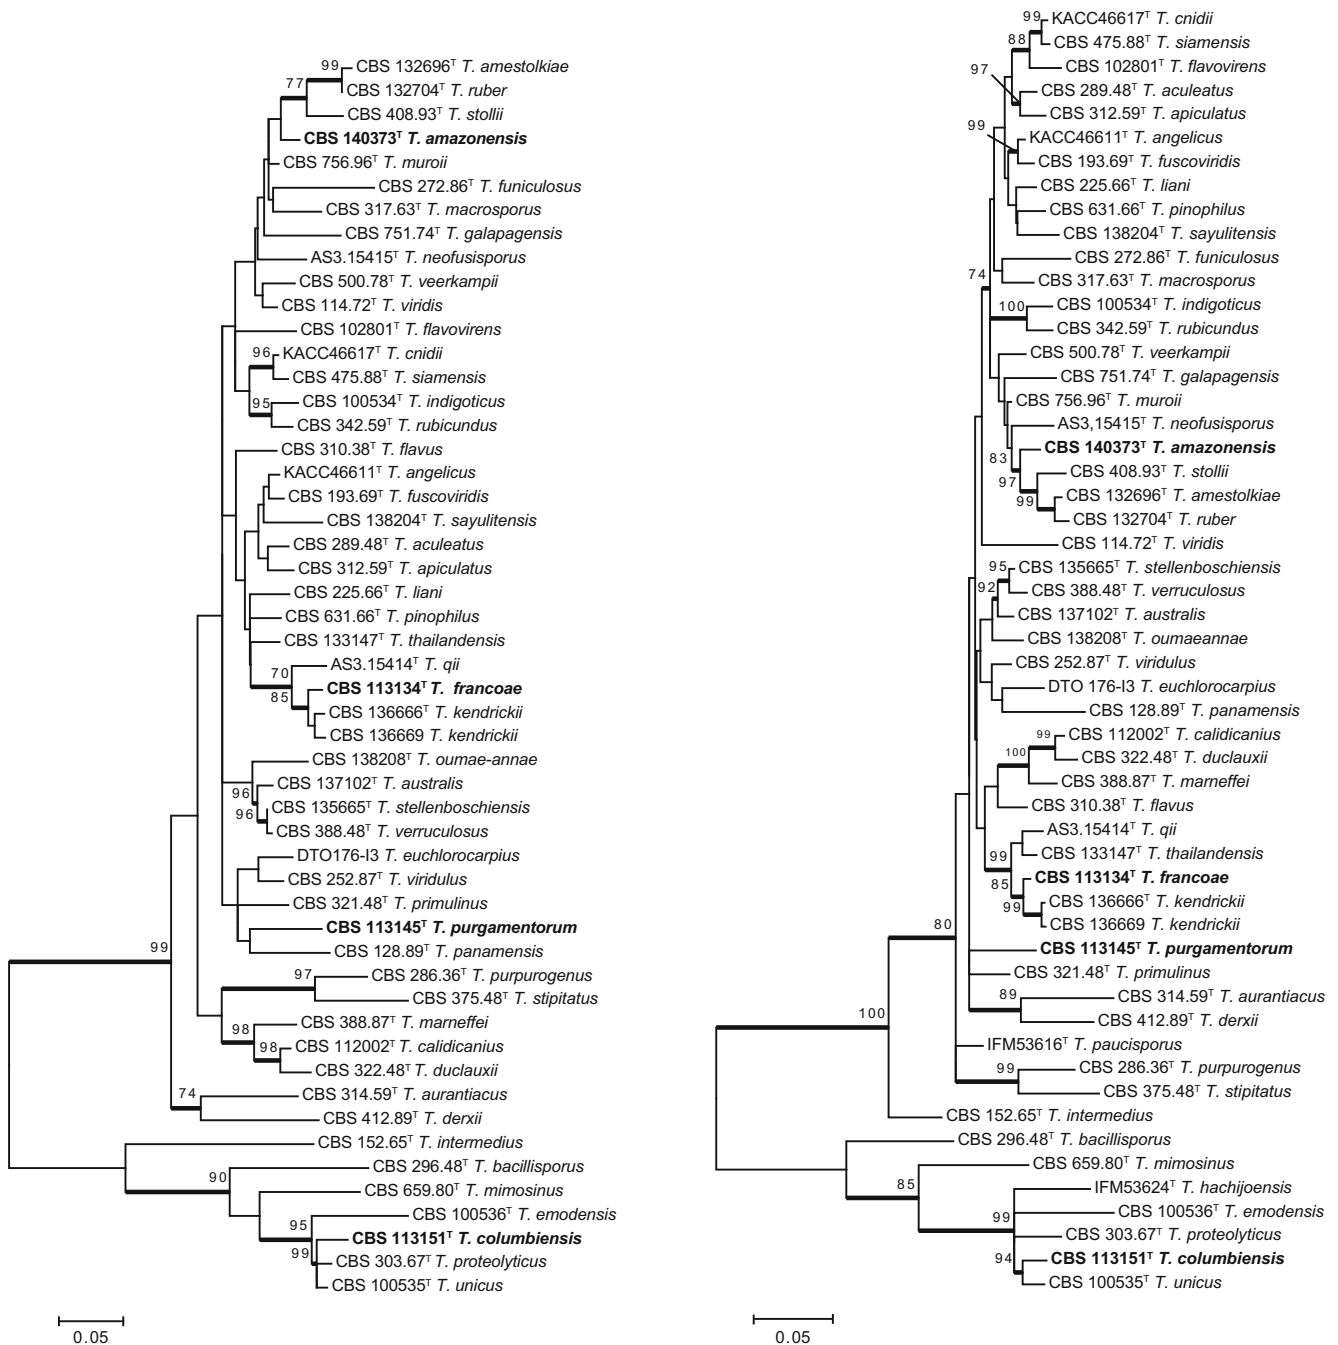 99
CBS 132696ᵀ T. amestolkiae
77
CBS 132704ᵀ T. ruber
CBS 408.93ᵀ T. stollii
CBS 140373ᵀ T. amazonensis
CBS 756.96ᵀ T. muroii
CBS 272.86ᵀ T. funiculosus
CBS 317.63ᵀ T. macrosporus
CBS 751.74ᵀ T. galapagensis
AS3.15415ᵀ T. neofusisporus
CBS 500.78ᵀ T. veerkampii
CBS 114.72ᵀ T. viridis
CBS 102801ᵀ T. flavovirens
96
KACC46617ᵀ T. cnidii
CBS 475.88ᵀ T. siamensis
95
CBS 100534ᵀ T. indigoticus
CBS 342.59ᵀ T. rubicundus
CBS 310.38ᵀ T. flavus
KACC46611ᵀ T. angelicus
CBS 193.69ᵀ T. fuscoviridis
CBS 138204ᵀ T. sayulitensis
CBS 289.48ᵀ T. aculeatus
CBS 312.59ᵀ T. apiculatus
CBS 225.66ᵀ T. liani
CBS 631.66ᵀ T. pinophilus
CBS 133147ᵀ T. thailandensis
AS3.15414ᵀ T. qii
70
CBS 113134ᵀ T. francoae
85
CBS 136666ᵀ T. kendrickii
CBS 136669 T. kendrickii
CBS 138208ᵀ T. oumae-annae
CBS 137102ᵀ T. australis
96
CBS 135665ᵀ T. stellenboschiensis
96
CBS 388.48ᵀ T. verruculosus
DTO176-I3 T. euchlorocarpius
CBS 252.87ᵀ T. viridulus
CBS 321.48ᵀ T. primulinus
CBS 113145ᵀ T. purgamentorum
99
CBS 128.89ᵀ T. panamensis
97
CBS 286.36ᵀ T. purpurogenus
CBS 375.48ᵀ T. stipitatus
CBS 388.87ᵀ T. marneffei
98
CBS 112002ᵀ T. calidicanius
98
CBS 322.48ᵀ T. duclauxii
74
CBS 314.59ᵀ T. aurantiacus
CBS 412.89ᵀ T. derxii
CBS 152.65ᵀ T. intermedius
CBS 296.48ᵀ T. bacillisporus
90
CBS 659.80ᵀ T. mimosinus
CBS 100536ᵀ T. emodensis
95
CBS 113151ᵀ T. columbiensis
99
CBS 303.67ᵀ T. proteolyticus
CBS 100535ᵀ T. unicus
0.05
99
KACC46617ᵀ T. cnidii
88
CBS 475.88ᵀ T. siamensis
CBS 102801ᵀ T. flavovirens
97
CBS 289.48ᵀ T. aculeatus
CBS 312.59ᵀ T. apiculatus
99
KACC46611ᵀ T. angelicus
CBS 193.69ᵀ T. fuscoviridis
CBS 225.66ᵀ T. liani
CBS 631.66ᵀ T. pinophilus
CBS 138204ᵀ T. sayulitensis
CBS 272.86ᵀ T. funiculosus
74
CBS 317.63ᵀ T. macrosporus
100
CBS 100534ᵀ T. indigoticus
CBS 342.59ᵀ T. rubicundus
CBS 500.78ᵀ T. veerkampii
CBS 751.74ᵀ T. galapagensis
CBS 756.96ᵀ T. muroii
AS3,15415ᵀ T. neofusisporus
CBS 140373ᵀ T. amazonensis
83
CBS 408.93ᵀ T. stollii
97
CBS 132696ᵀ T. amestolkiae
99
CBS 132704ᵀ T. ruber
CBS 114.72ᵀ T. viridis
95
CBS 135665ᵀ T. stellenboschiensis
92
CBS 388.48ᵀ T. verruculosus
CBS 137102ᵀ T. australis
CBS 138208ᵀ T. oumaeannae
CBS 252.87ᵀ T. viridulus
DTO 176-I3 T. euchlorocarpius
CBS 128.89ᵀ T. panamensis
99
CBS 112002ᵀ T. calidicanius
100
CBS 322.48ᵀ T. duclauxii
CBS 388.87ᵀ T. marneffei
CBS 310.38ᵀ T. flavus
AS3.15414ᵀ T. qii
99
CBS 133147ᵀ T. thailandensis
CBS 113134ᵀ T. francoae
85
CBS 136666ᵀ T. kendrickii
99
CBS 136669 T. kendrickii
80
CBS 113145ᵀ T. purgamentorum
CBS 321.48ᵀ T. primulinus
89
CBS 314.59ᵀ T. aurantiacus
100
CBS 412.89ᵀ T. derxii
IFM53616ᵀ T. paucisporus
99
CBS 286.36ᵀ T. purpurogenus
CBS 375.48ᵀ T. stipitatus
CBS 152.65ᵀ T. intermedius
CBS 296.48ᵀ T. bacillisporus
CBS 659.80ᵀ T. mimosinus
85
IFM53624ᵀ T. hachijoensis
99
CBS 100536ᵀ T. emodensis
CBS 303.67ᵀ T. proteolyticus
94
CBS 113151ᵀ T. columbiensis
CBS 100535ᵀ T. unicus
0.05